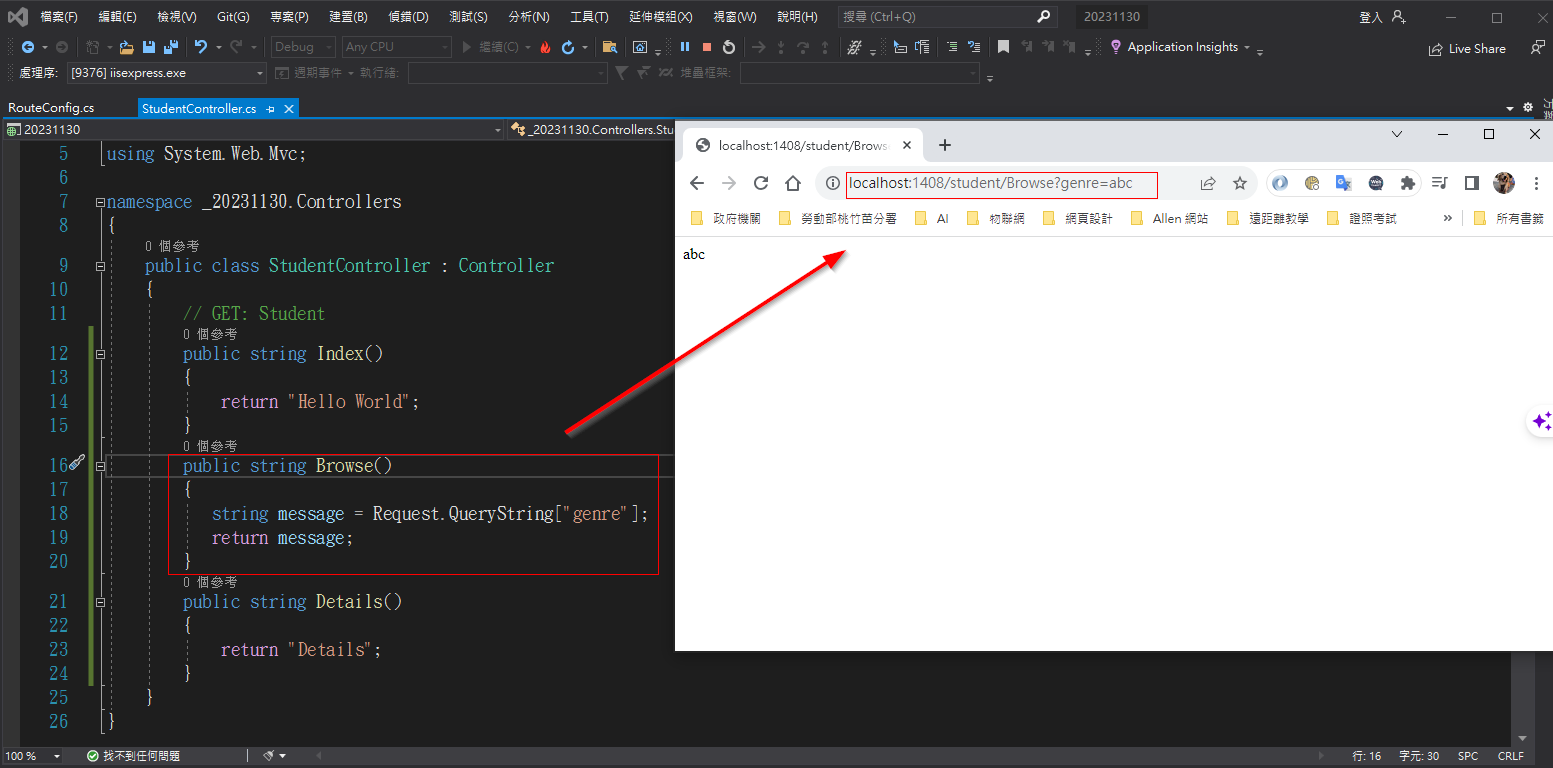 檔案(F) 編輯(E) 檢視(V) Git(G) 專案(P) 建置(B) 偵錯(D) 測試(S) 分析(N) 工具(T) 延伸模組(X) 視窗(W) 說明(H) 搜尋 (Ctrl+Q) 20231130 登入
Debug Any CPU 繼續(C) Application Insights Live Share
處理序: [9376] iisexpress.exe 週期事件 執行緒: 堆疊框架:
RouteConfig.cs StudentController.cs
20231130 _20231130.Controllers.Stu
5 using System.Web.Mvc;
6
7 namespace _20231130.Controllers
8 {
0 個參考
9 public class StudentController : Controller
10 {
11 // GET: Student
0 個參考
12 public string Index()
13 {
14 return "Hello World";
15 }
0 個參考
16 public string Browse()
17 {
18 string message = Request.QueryString["genre"];
19 return message;
20 }
0 個參考
21 public string Details()
22 {
23 return "Details";
24 }
25 }
26 }
100 % 找不到任何問題 行: 16 字元: 30 SPC CRLF
localhost:1408/student/Brows
localhost:1408/student/Browse?genre=abc
政府機關 勞動部桃竹苗分署 AI 物聯網 網頁設計 Allen 網站 遠距離教學 證照考試 » 所有書籤
abc